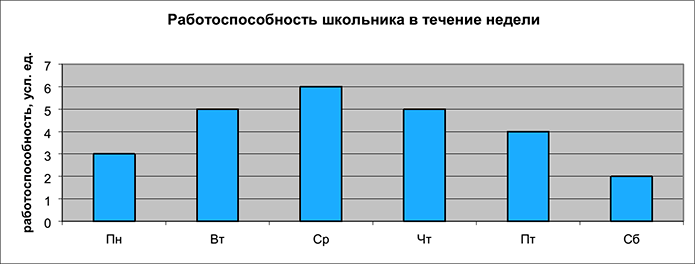 Работоспособность школьника в течение недели
работоспособность, усп. ед.
7
6
5
4
3
2
1
0
Пн Вт Ср Чт Пт Сб